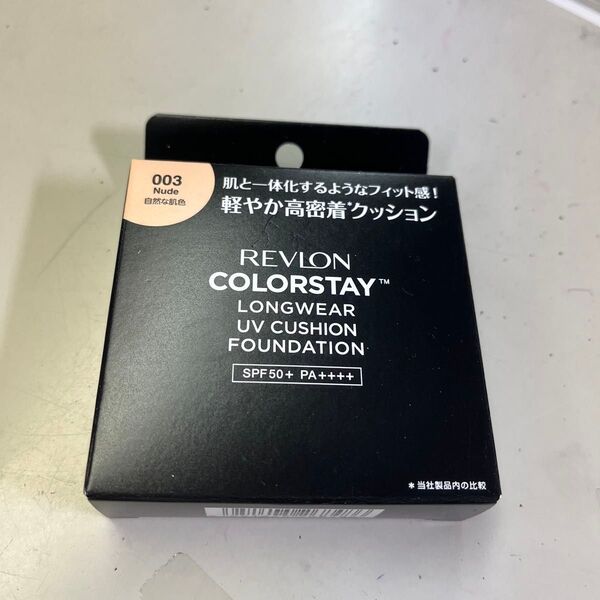 003
Nude
自然な肌色
肌と一体化するようなフィット感！
軽やか高密着*クッション
REVLON
COLORSTAY™
LONGWEAR
UV CUSHION
FOUNDATION
SPF50+ PA++++
*当社製品内の比較